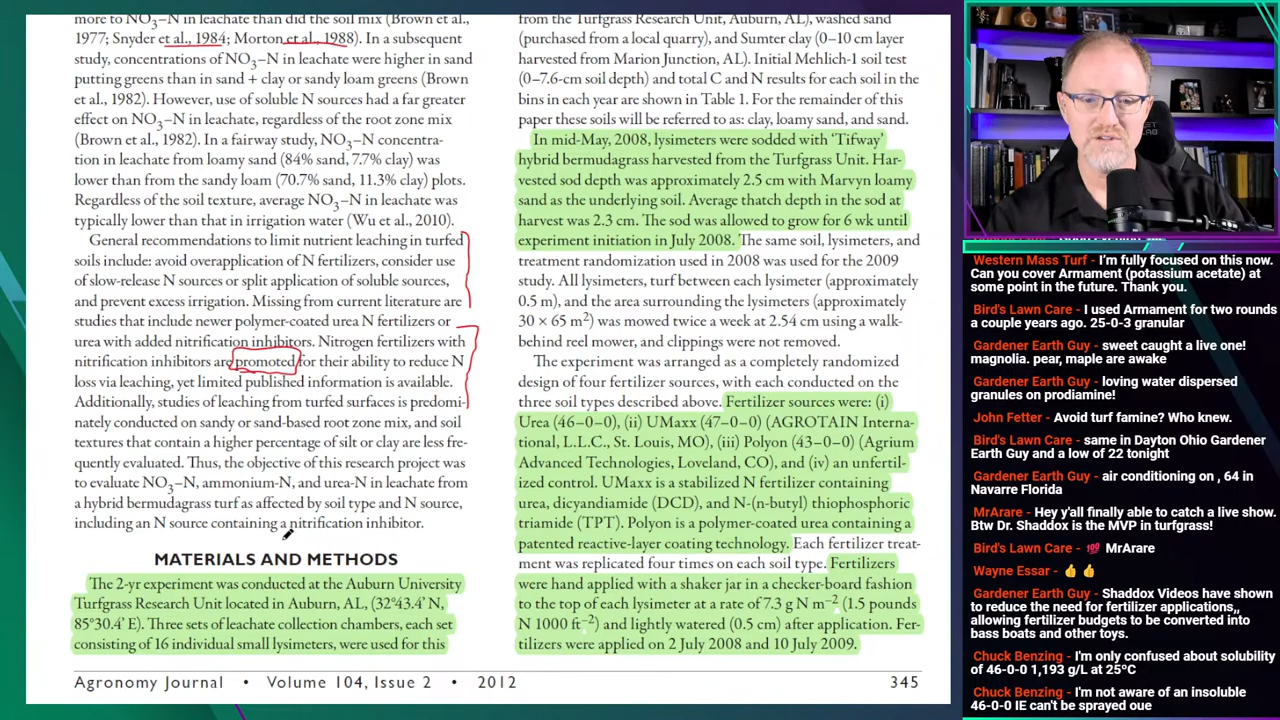 more to NO3–N in leachate than did the soil mix (Brown et al.,
1977; Snyder et al., 1984; Morton et al., 1988). In a subsequent
study, concentrations of NO3–N in leachate were higher in sand
putting greens than in sand + clay or sandy loam greens (Brown
et al., 1982). However, use of soluble N sources had a far greater
effect on NO3–N in leachate, regardless of the root zone mix
(Brown et al., 1982). In a fairway study, NO3–N concentra-
tion in leachate from loamy sand (84% sand, 7.7% clay) was
lower than from the sandy loam (70.7% sand, 11.3% clay) plots.
Regardless of the soil texture, average NO3–N in leachate was
typically lower than that in irrigation water (Wu et al., 2010).
General recommendations to limit nutrient leaching in turfed
soils include: avoid overapplication of N fertilizers, consider use
of slow-release N sources or split application of soluble sources,
and prevent excess irrigation. Missing from current literature are
studies that include newer polymer-coated urea N fertilizers or
urea with added nitrification inhibitors. Nitrogen fertilizers with
nitrification inhibitors are promoted for their ability to reduce N
loss via leaching, yet limited published information is available.
Additionally, studies of leaching from turfed surfaces is predomi-
nately conducted on sandy or sand-based root zone mix, and soil
textures that contain a higher percentage of silt or clay are less fre-
quently evaluated. Thus, the objective of this research project was
to evaluate NO3–N, ammonium-N, and total-N in leachate from
a hybrid bermudagrass turf as affected by soil type and N source,
including an N source containing a nitrification inhibitor.
MATERIALS AND METHODS
The 2-yr experiment was conducted at the Auburn University
Turfgrass Research Unit located in Auburn, AL, (32°43.4' N,
85°30.4' E). Three sets of leachate collection chambers, each set
consisting of 16 individual small lysimeters, were used for this
from the Turfgrass Research Unit, Auburn, AL), washed sand
(purchased from a local quarry), and Sumter clay (0–10 cm layer
harvested from Marion Junction, AL). Initial Mehlich-1 soil test
(0–7.6-cm soil depth) and total C and N results for each soil in the
bins in each year are shown in Table 1. For the remainder of this
paper these soils will be referred to as: clay, loamy sand, and sand.
In mid-May, 2008, lysimeters were sodded with 'Tifway'
hybrid bermudagrass harvested from the Turfgrass Unit. Har-
vested sod depth was approximately 2.5 cm with Marvyn loamy
sand as the underlying soil. Average thatch depth in the sod at
harvest was 2.3 cm. The sod was allowed to grow for 6 wk until
experiment initiation in July 2008. The same soil, lysimeters, and
treatment randomization used in 2008 was used for the 2009
study. All lysimeters, turf between each lysimeter (approximately
0.5 m), and the area surrounding the lysimeters (approximately
30 × 65 m2) was mowed twice a week at 2.54 cm using a walk-
behind reel mower, and clippings were not removed.
The experiment was arranged as a completely randomized
design of four fertilizer sources, with each conducted on the
three soil types described above. Fertilizer sources were: (i)
Urea (46–0–0), (ii) UMaxx (47–0–0) (AGROTAIN Interna-
tional, L.L.C., St. Louis, MO), (iii) Polyon (43–0–0) (Agrium
Advanced Technologies, Loveland, CO), and (iv) an unfertil-
ized control. UMaxx is a stabilized N fertilizer containing
urea, dicyandiamide (DCD), and N-(n-butyl) thiophosphoric
triamide (TPT). Polyon is a polymer-coated urea containing a
patented reactive-layer coating technology. Each fertilizer treat-
ment was replicated four times on each soil type. Fertilizers
were hand applied with a shaker jar in a checker-board fashion
to the top of each lysimeter at a rate of 7.3 g N m–2 (1.5 pounds
N 1000 ft–2) and lightly watered (0.5 cm) after application. Fer-
tilizers were applied on 2 July 2008 and 10 July 2009.
Agronomy Journal • Volume 104, Issue 2 • 2012
345
Western Mass Turf - I'm fully focused on this now.
Can you cover Armament (potassium acetate) at
some point in the future. Thank you.
Bird's Lawn Care - I used Armament for two rounds
a couple years ago. 25-0-3 granular
Gardener Earth Guy - sweet caught a live one!
magnolia. pear, maple are awake
Gardener Earth Guy - loving water dispersed
granules on prodiamine!
John Fetter - Avoid turf famine? Who knew.
Bird's Lawn Care - same in Dayton Ohio Gardener
Earth Guy and a low of 22 tonight
Gardener Earth Guy - air conditioning on , 64 in
Navarre Florida
MrArare - Hey y'all finally able to catch a live show.
Btw Dr. Shaddox is the MVP in turfgrass!
Bird's Lawn Care - 💯 MrArare
Wayne Essar - 👍 👍
Gardener Earth Guy - Shaddox Videos have shown
to reduce the need for fertilizer applications,,
allowing fertilizer budgets to be converted into
bass boats and other toys.
Chuck Benzing - I'm only confused about solubility
of 46-0-0 1,193 g/L at 25ºC
Chuck Benzing - I'm not aware of an insoluble
46-0-0 IE can't be sprayed oue